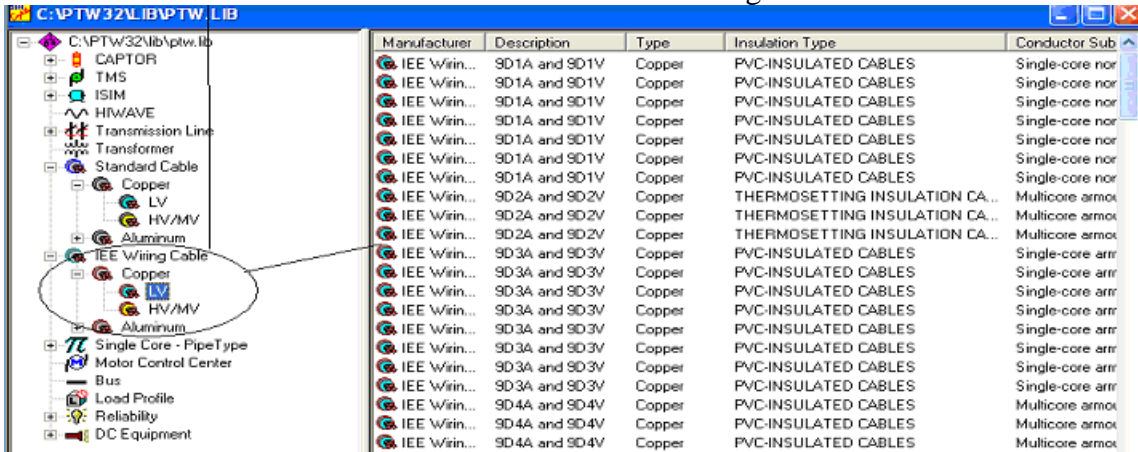 C:\PTW32\LIB\PTW.LIB
C:\PTW32\lib\ptw.lib
CAPTOR
TMS
ISIM
HIWAVE
Transmission Line
Transformer
Standard Cable
Copper
LV
HV/MV
Aluminum
IEE Wiring Cable
Copper
LV
HV/MV
Aluminum
Single Core - PipeType
Motor Control Center
Bus
Load Profile
Reliability
DC Equipment
Manufacturer Description Type Insulation Type Conductor Sub
IEE Wirin... 9D1A and 9D1V Copper PVC-INSULATED CABLES Single-core nor
IEE Wirin... 9D1A and 9D1V Copper PVC-INSULATED CABLES Single-core nor
IEE Wirin... 9D1A and 9D1V Copper PVC-INSULATED CABLES Single-core nor
IEE Wirin... 9D1A and 9D1V Copper PVC-INSULATED CABLES Single-core nor
IEE Wirin... 9D1A and 9D1V Copper PVC-INSULATED CABLES Single-core nor
IEE Wirin... 9D1A and 9D1V Copper PVC-INSULATED CABLES Single-core nor
IEE Wirin... 9D1A and 9D1V Copper PVC-INSULATED CABLES Single-core nor
IEE Wirin... 9D2A and 9D2V Copper THERMOSETTING INSULATION CA... Multicore armou
IEE Wirin... 9D2A and 9D2V Copper THERMOSETTING INSULATION CA... Multicore armou
IEE Wirin... 9D2A and 9D2V Copper THERMOSETTING INSULATION CA... Multicore armou
IEE Wirin... 9D3A and 9D3V Copper PVC-INSULATED CABLES Single-core arm
IEE Wirin... 9D3A and 9D3V Copper PVC-INSULATED CABLES Single-core arm
IEE Wirin... 9D3A and 9D3V Copper PVC-INSULATED CABLES Single-core arm
IEE Wirin... 9D3A and 9D3V Copper PVC-INSULATED CABLES Single-core arm
IEE Wirin... 9D3A and 9D3V Copper PVC-INSULATED CABLES Single-core arm
IEE Wirin... 9D3A and 9D3V Copper PVC-INSULATED CABLES Single-core arm
IEE Wirin... 9D3A and 9D3V Copper PVC-INSULATED CABLES Single-core arm
IEE Wirin... 9D3A and 9D3V Copper PVC-INSULATED CABLES Single-core arm
IEE Wirin... 9D4A and 9D4V Copper PVC-INSULATED CABLES Multicore armou
IEE Wirin... 9D4A and 9D4V Copper PVC-INSULATED CABLES Multicore armou
IEE Wirin... 9D4A and 9D4V Copper PVC-INSULATED CABLES Multicore armou